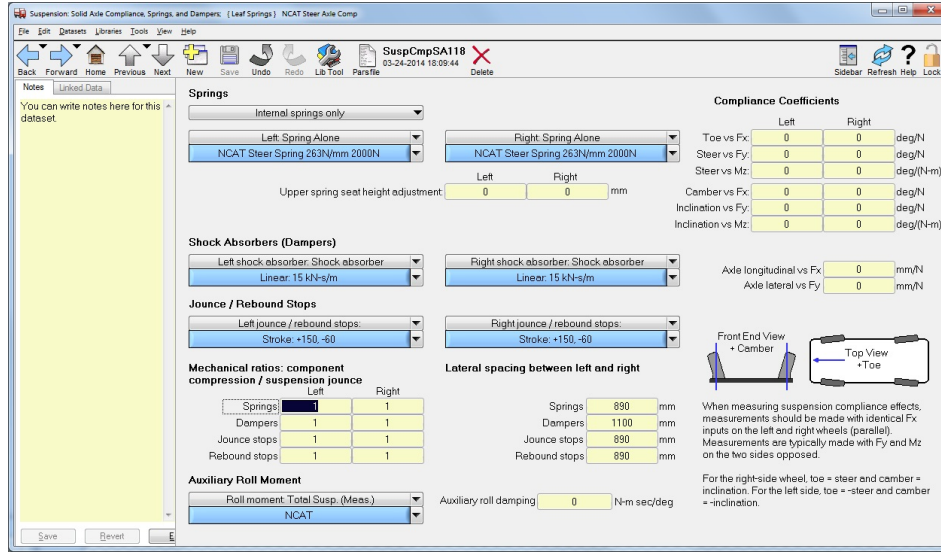 Suspension: Solid Axle Compliance, Springs, and Dampers; { Leaf Springs } NCAT Steer Axle Comp
File Edit Datasets Libraries Tools View Help
Back Forward Home Previous Next New Save Undo Redo Lib Tool Parsfile
SuspCmpSA118
03-24-2014 18:09:44
Delete
Sidebar Refresh Help Lock
Notes Linked Data
You can write notes here for this
dataset.
Save Revert E
Springs
Internal springs only
Left: Spring Alone Right: Spring Alone
NCAT Steer Spring 263N/mm 2000N NCAT Steer Spring 263N/mm 2000N
Left Right
Upper spring seat height adjustment: 0 0 mm
Shock Absorbers (Dampers)
Left shock absorber: Shock absorber Right shock absorber: Shock absorber
Linear: 15 kN-s/m Linear: 15 kN-s/m
Jounce / Rebound Stops
Left jounce / rebound stops: Right jounce / rebound stops:
Stroke: +150, -60 Stroke: +150, -60
Mechanical ratios: component
compression / suspension jounce
Left Right
Springs 1 1
Dampers 1 1
Jounce stops 1 1
Rebound stops 1 1
Lateral spacing between left and right
Springs 890 mm
Dampers 1100 mm
Jounce stops 890 mm
Rebound stops 890 mm
Auxiliary Roll Moment
Roll moment: Total Susp. (Meas.)
NCAT
Auxiliary roll damping 0 N-m sec/deg
Compliance Coefficients
Left Right
Toe vs Fx: 0 0 deg/N
Steer vs Fy: 0 0 deg/N
Steer vs Mz: 0 0 deg/(N-m)
Camber vs Fx: 0 0 deg/N
Inclination vs Fy: 0 0 deg/N
Inclination vs Mz: 0 0 deg/(N-m)
Axle longitudinal vs Fx 0 mm/N
Axle lateral vs Fy 0 mm/N
Front End View
+ Camber
Top View
+Toe
When measuring suspension compliance effects,
measurements should be made with identical Fx
inputs on the left and right wheels (parallel).
Measurements are typically made with Fy and Mz
on the two sides opposed.
For the right-side wheel, toe = steer and camber =
inclination. For the left side, toe = -steer and camber
= -inclination.